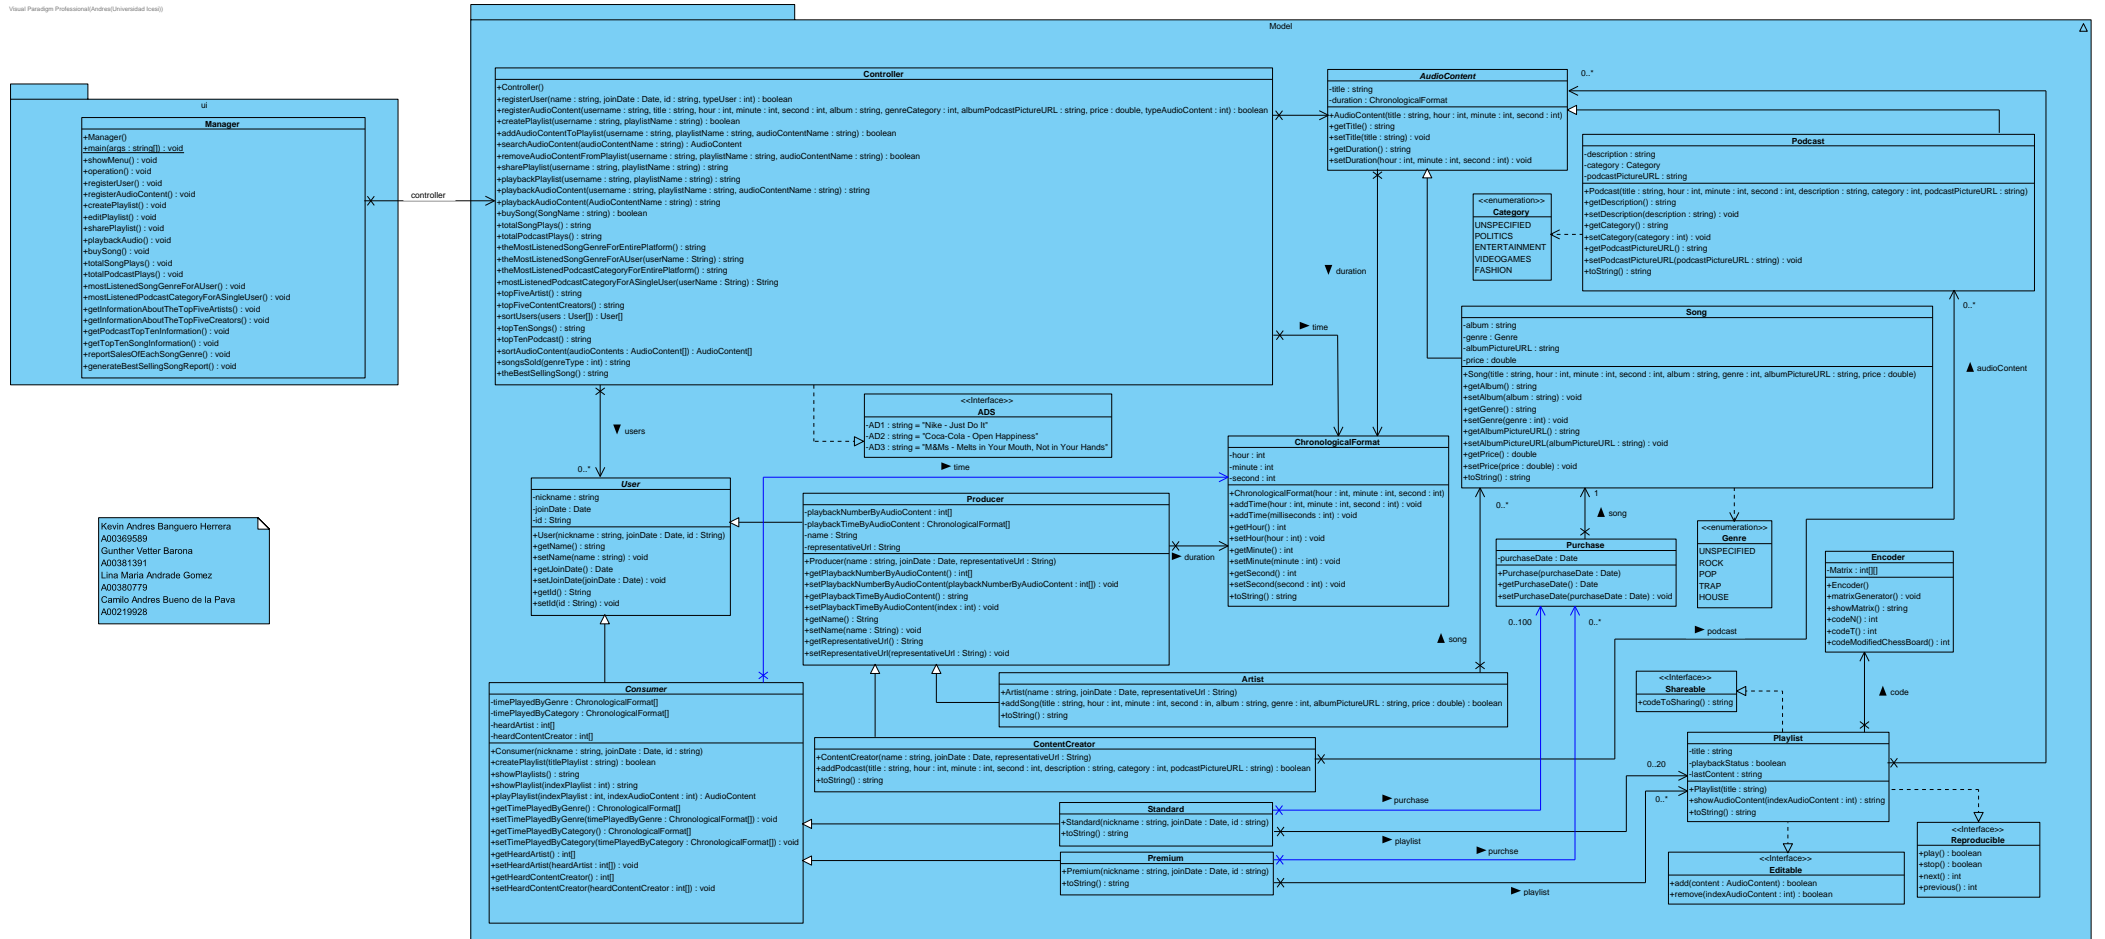 Visual Paradigm Professional(Andres(Universidad Icesi))
Model
ui
Manager
+Manager()
+main(args : string[]) : void
+showMenu() : void
+operation() : void
+registerUser() : void
+registerAudioContent() : void
+createPlaylist() : void
+editPlaylist() : void
+sharePlaylist() : void
+playbackAudio() : void
+buySong() : void
+totalSongPlays() : void
+totalPodcastPlays() : void
+mostListenedSongGenreForAUser() : void
+mostListenedPodcastCategoryForASingleUser() : void
+getInformationAboutTheTopFiveArtists() : void
+getInformationAboutTheTopFiveCreators() : void
+getPodcastTopTenInformation() : void
+getTopTenSongInformation() : void
+reportSalesOfEachSongGenre() : void
+generateBestSellingSongReport() : void
controller
Controller
+Controller()
+registerUser(name : string, joinDate : Date, id : string, typeUser : int) : boolean
+registerAudioContent(username : string, title : string, hour : int, minute : int, second : int, album : string, genreCategory : int, albumPodcastPictureURL : string, price : double, typeAudioContent : int) : boolean
+createPlaylist(username : string, playlistName : string) : boolean
+addAudioContentToPlaylist(username : string, playlistName : string, audioContentName : string) : boolean
+searchAudioContent(audioContentName : string) : AudioContent
+removeAudioContentFromPlaylist(username : string, playlistName : string, audioContentName : string) : boolean
+sharePlaylist(username : string, playlistName : string) : string
+playbackPlaylist(username : string, playlistName : string) : string
+playbackAudioContent(username : string, playlistName : string, audioContentName : string) : string
+playbackAudioContent(AudioContentName : string) : string
+buySong(SongName : string) : boolean
+totalSongPlays() : string
+totalPodcastPlays() : string
+theMostListenedSongGenreForEntirePlatform() : string
+theMostListenedSongGenreForAUser(userName : String) : string
+theMostListenedPodcastCategoryForEntirePlatform() : string
+mostListenedPodcastCategoryForASingleUser(userName : String) : String
+topFiveArtist() : string
+topFiveContentCreators() : string
+sortUsers(users : User[]) : User[]
+topTenSongs() : string
+topTenPodcast() : string
+sortAudioContent(audioContents : AudioContent[]) : AudioContent[]
+songsSold(genreType : int) : string
+theBestSellingSong() : string
AudioContent
-title : string
-duration : ChronologicalFormat
+AudioContent(title : string, hour : int, minute : int, second : int)
+getTitle() : string
+setTitle(title : string) : void
+getDuration() : string
+setDuration(hour : int, minute : int, second : int) : void
0..*
Podcast
-description : string
-category : Category
-podcastPictureURL : string
+Podcast(title : string, hour : int, minute : int, second : int, description : string, category : int, podcastPictureURL : string)
+getDescription() : string
+setDescription(description : string) : void
+getCategory() : string
+setCategory(category : int) : void
+getPodcastPictureURL() : string
+setPodcastPictureURL(podcastPictureURL : string) : void
+toString() : string
<<enumeration>>
Category
UNSPECIFIED
POLITICS
ENTERTAINMENT
VIDEOGAMES
FASHION
duration
time
0..*
audioContent
Song
-album : string
-genre : Genre
-albumPictureURL : string
-price : double
+Song(title : string, hour : int, minute : int, second : int, album : string, genre : int, albumPictureURL : string, price : double)
+getAlbum() : string
+setAlbum(album : string) : void
+getGenre() : string
+setGenre(genre : int) : void
+getAlbumPictureURL() : string
+setAlbumPictureURL(albumPictureURL : string) : void
+getPrice() : double
+setPrice(price : double) : void
+toString() : string
<<Interface>>
ADS
-AD1 : string = "Nike - Just Do It"
-AD2 : string = "Coca-Cola - Open Happiness"
-AD3 : string = "M&Ms - Melts in Your Mouth, Not in Your Hands"
users
0..*
time
ChronologicalFormat
-hour : int
-minute : int
-second : int
+ChronologicalFormat(hour : int, minute : int, second : int)
+addTime(hour : int, minute : int, second : int) : void
+addTime(milliseconds : int) : void
+getHour() : int
+setHour(hour : int) : void
+getMinute() : int
+setMinute(minute : int) : void
+getSecond() : int
+setSecond(second : int) : void
+toString() : string
User
-nickname : string
-joinDate : Date
-id : String
+User(nickname : string, joinDate : Date, id : String)
+getName() : string
+setName(name : string) : void
+getJoinDate() : Date
+setJoinDate(joinDate : Date) : void
+getId() : String
+setId(id : String) : void
Producer
-playbackNumberByAudioContent : int[]
-playbackTimeByAudioContent : ChronologicalFormat[]
-name : String
-representativeUrl : String
+Producer(name : string, joinDate : Date, representativeUrl : String)
+getPlaybackNumberByAudioContent() : int[]
+setPlaybackNumberByAudioContent(playbackNumberByAudioContent : int[]) : void
+getPlaybackTimeByAudioContent() : string
+setPlaybackTimeByAudioContent(index : int) : void
+getName() : String
+setName(name : String) : void
+getRepresentativeUrl() : String
+setRepresentativeUrl(representativeUrl : String) : void
duration
Kevin Andres Banguero Herrera
A00369589
Gunther Vetter Barona
A00381391
Lina Maria Andrade Gomez
A00380779
Camilo Andres Bueno de la Pava
A00219928
0..*
1
song
Purchase
-purchaseDate : Date
+Purchase(purchaseDate : Date)
+getPurchaseDate() : Date
+setPurchaseDate(purchaseDate : Date) : void
0..100
0..*
<<enumeration>>
Genre
UNSPECIFIED
ROCK
POP
TRAP
HOUSE
Encoder
-Matrix : int[][]
+Encoder()
+matrixGenerator() : void
+showMatrix() : string
+codeN() : int
+codeT() : int
+codeModifiedChessBoard() : int
song
podcast
code
Artist
+Artist(name : string, joinDate : Date, representativeUrl : String)
+addSong(title : string, hour : int, minute : int, second : in, album : string, genre : int, albumPictureURL : string, price : double) : boolean
+toString() : string
<<Interface>>
Shareable
+codeToSharing() : string
Consumer
-timePlayedByGenre : ChronologicalFormat[]
-timePlayedByCategory : ChronologicalFormat[]
-heardArtist : int[]
-heardContentCreator : int[]
+Consumer(nickname : string, joinDate : Date, id : string)
+createPlaylist(titlePlaylist : string) : boolean
+showPlaylists() : string
+showPlaylist(indexPlaylist : int) : string
+playPlaylist(indexPlaylist : int, indexAudioContent : int) : AudioContent
+getTimePlayedByGenre() : ChronologicalFormat[]
+setTimePlayedByGenre(timePlayedByGenre : ChronologicalFormat[]) : void
+getTimePlayedByCategory() : ChronologicalFormat[]
+setTimePlayedByCategory(timePlayedByCategory : ChronologicalFormat[]) : void
+getHeardArtist() : int[]
+setHeardArtist(heardArtist : int[]) : void
+getHeardContentCreator() : int[]
+setHeardContentCreator(heardContentCreator : int[]) : void
ContentCreator
+ContentCreator(name : string, joinDate : Date, representativeUrl : String)
+addPodcast(title : string, hour : int, minute : int, second : int, description : string, category : int, podcastPictureURL : string) : boolean
+toString() : string
Playlist
-title : string
-playbackStatus : boolean
-lastContent : string
+Playlist(title : string)
+showAudioContent(indexAudioContent : int) : string
+toString() : string
0..20
0..*
Standard
+Standard(nickname : string, joinDate : Date, id : string)
+toString() : string
purchase
playlist
Premium
+Premium(nickname : string, joinDate : Date, id : string)
+toString() : string
purchse
playlist
<<Interface>>
Editable
+add(content : AudioContent) : boolean
+remove(indexAudioContent : int) : boolean
<<Interface>>
Reproducible
+play() : boolean
+stop() : boolean
+next() : int
+previous() : int